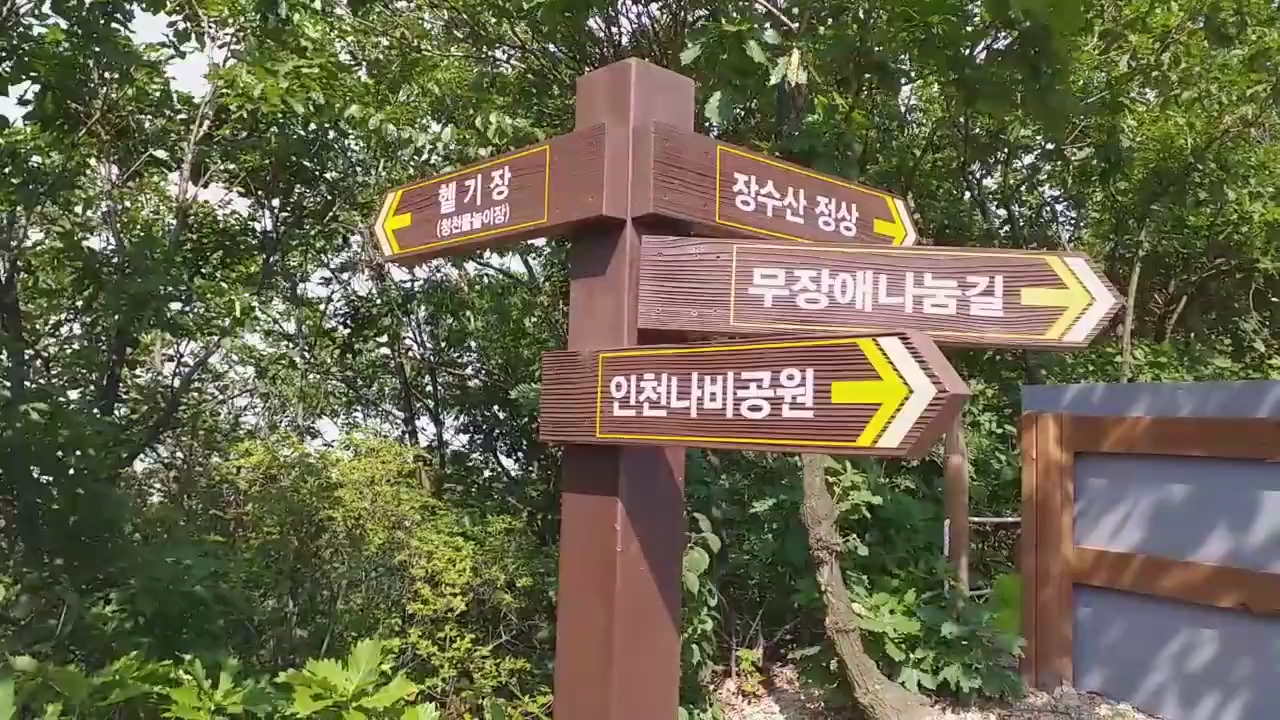 헬기장
(청천물놀이장)
장수산 정상
무장애나눔길
인천나비공원